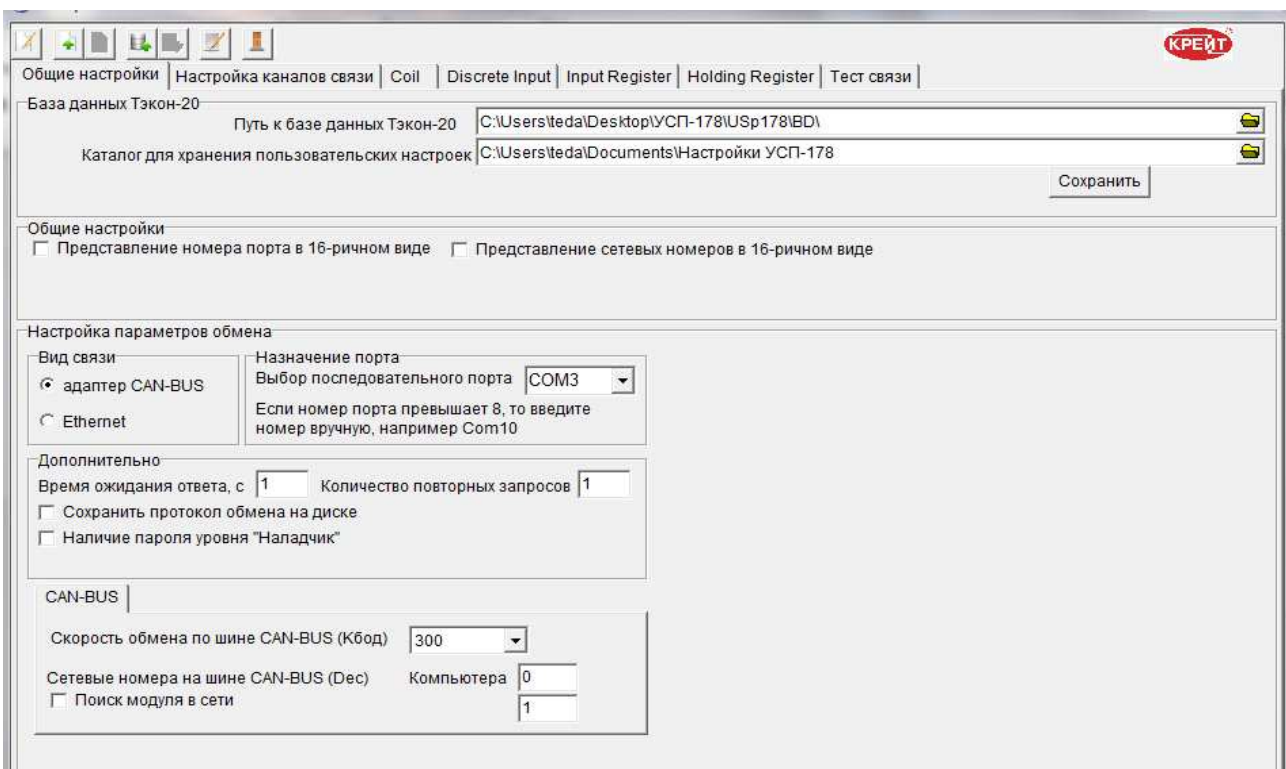 КРЕЙТ
Общие настройки Настройка каналов связи Coil Discrete Input Input Register Holding Register Тест связи
База данных Тэкон-20
Путь к базе данных Тэкон-20 C:\Users\teda\Desktop\УСП-178\USp178\BD\
Каталог для хранения пользовательских настроек C:\Users\teda\Documents\Настройки УСП-178
Сохранить
Общие настройки
Представление номера порта в 16-ричном виде Представление сетевых номеров в 16-ричном виде
Настройка параметров обмена
Вид связи Назначение порта
адаптер CAN-BUS Выбор последовательного порта COM3
Ethernet Если номер порта превышает 8, то введите
номер вручную, например Com10
Дополнительно
Время ожидания ответа, с 1 Количество повторных запросов 1
Сохранить протокол обмена на диске
Наличие пароля уровня "Наладчик"
CAN-BUS
Скорость обмена по шине CAN-BUS (Кбод) 300
Сетевые номера на шине CAN-BUS (Dec) Компьютера 0
Поиск модуля в сети 1